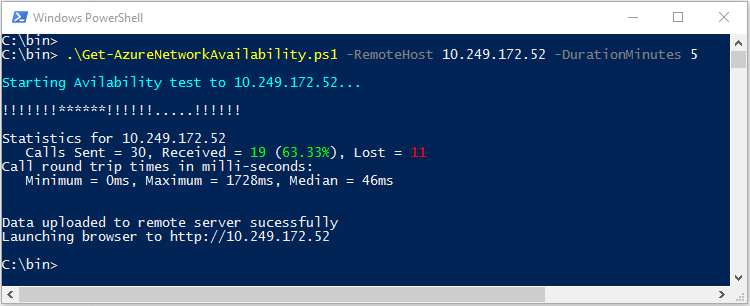 Windows PowerShell
C:\bin>
C:\bin> .\Get-AzureNetworkAvailability.ps1 -RemoteHost 10.249.172.52 -DurationMinutes 5
Starting Avilability test to 10.249.172.52...
!!!!!!!******!!!!!!.....!!!!!!
Statistics for 10.249.172.52
Calls Sent = 30, Received = 19 (63.33%), Lost = 11
Call round trip times in milli-seconds:
Minimum = 0ms, Maximum = 1728ms, Median = 46ms
Data uploaded to remote server sucessfully
Launching browser to http://10.249.172.52
C:\bin>